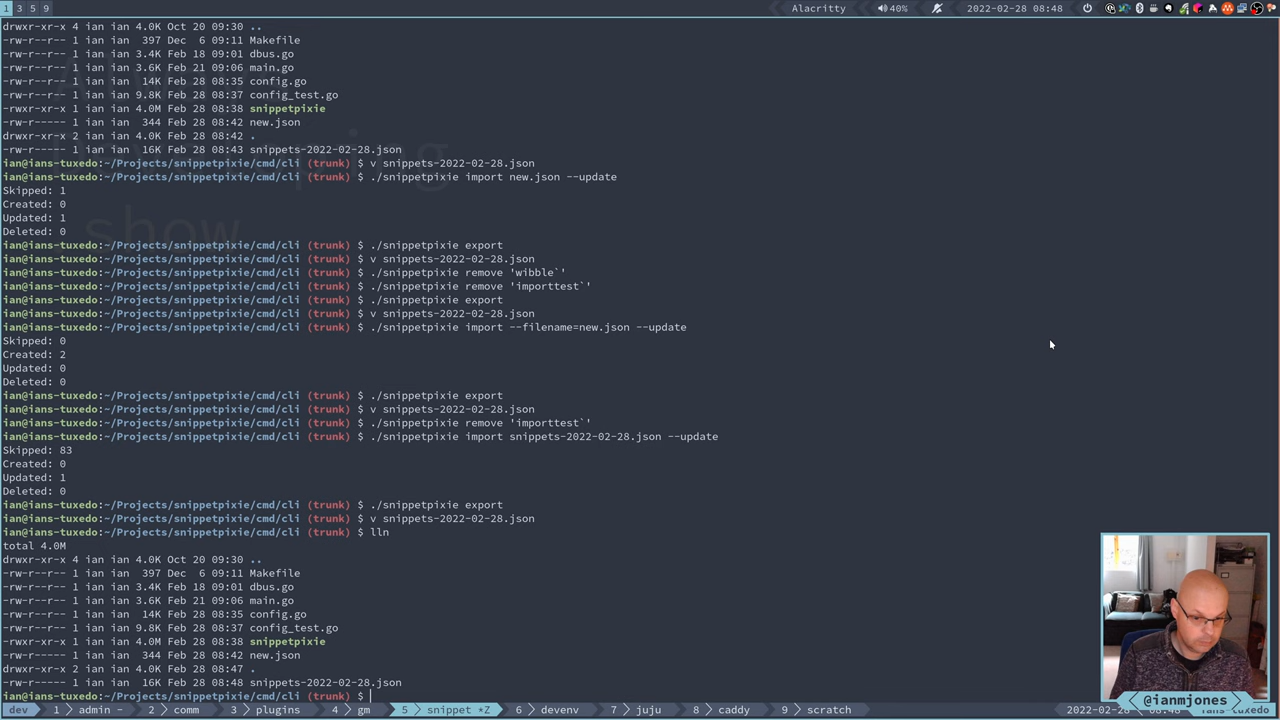 1 3 5 9 Alacritty 40% 2022-02-28 08:48
drwxr-xr-x 4 ian ian 4.0K Oct 20 09:30 ..
-rw-r--r-- 1 ian ian  397 Dec  6 09:11 Makefile
-rw-r--r-- 1 ian ian 3.4K Feb 18 09:01 dbus.go
-rw-r--r-- 1 ian ian 3.6K Feb 21 09:06 main.go
-rw-r--r-- 1 ian ian  14K Feb 28 08:35 config.go
-rw-r--r-- 1 ian ian 9.8K Feb 28 08:37 config_test.go
-rwxr-xr-x 1 ian ian 4.0M Feb 28 08:38 snippetpixie
-rw-r----- 1 ian ian  344 Feb 28 08:42 new.json
drwxr-xr-x 2 ian ian 4.0K Feb 28 08:42 .
-rw-r----- 1 ian ian  16K Feb 28 08:43 snippets-2022-02-28.json
ian@ians-tuxedo:~/Projects/snippetpixie/cmd/cli (trunk) $ v snippets-2022-02-28.json
ian@ians-tuxedo:~/Projects/snippetpixie/cmd/cli (trunk) $ ./snippetpixie import new.json --update
Skipped: 1
Created: 0
Updated: 1
show
Deleted: 0
ian@ians-tuxedo:~/Projects/snippetpixie/cmd/cli (trunk) $ ./snippetpixie export
ian@ians-tuxedo:~/Projects/snippetpixie/cmd/cli (trunk) $ v snippets-2022-02-28.json
ian@ians-tuxedo:~/Projects/snippetpixie/cmd/cli (trunk) $ ./snippetpixie remove 'wibble`'
ian@ians-tuxedo:~/Projects/snippetpixie/cmd/cli (trunk) $ ./snippetpixie remove 'importtest`'
ian@ians-tuxedo:~/Projects/snippetpixie/cmd/cli (trunk) $ ./snippetpixie export
ian@ians-tuxedo:~/Projects/snippetpixie/cmd/cli (trunk) $ v snippets-2022-02-28.json
ian@ians-tuxedo:~/Projects/snippetpixie/cmd/cli (trunk) $ ./snippetpixie import --filename=new.json --update
Skipped: 0
Created: 2
Updated: 0
Deleted: 0
ian@ians-tuxedo:~/Projects/snippetpixie/cmd/cli (trunk) $ ./snippetpixie export
ian@ians-tuxedo:~/Projects/snippetpixie/cmd/cli (trunk) $ v snippets-2022-02-28.json
ian@ians-tuxedo:~/Projects/snippetpixie/cmd/cli (trunk) $ ./snippetpixie remove 'importtest`'
ian@ians-tuxedo:~/Projects/snippetpixie/cmd/cli (trunk) $ ./snippetpixie import snippets-2022-02-28.json --update
Skipped: 83
Created: 0
Updated: 1
Deleted: 0
ian@ians-tuxedo:~/Projects/snippetpixie/cmd/cli (trunk) $ ./snippetpixie export
ian@ians-tuxedo:~/Projects/snippetpixie/cmd/cli (trunk) $ v snippets-2022-02-28.json
ian@ians-tuxedo:~/Projects/snippetpixie/cmd/cli (trunk) $ lln
total 4.0M
drwxr-xr-x 4 ian ian 4.0K Oct 20 09:30 ..
-rw-r--r-- 1 ian ian  397 Dec  6 09:11 Makefile
-rw-r--r-- 1 ian ian 3.4K Feb 18 09:01 dbus.go
-rw-r--r-- 1 ian ian 3.6K Feb 21 09:06 main.go
-rw-r--r-- 1 ian ian  14K Feb 28 08:35 config.go
-rw-r--r-- 1 ian ian 9.8K Feb 28 08:37 config_test.go
-rwxr-xr-x 1 ian ian 4.0M Feb 28 08:38 snippetpixie
-rw-r----- 1 ian ian  344 Feb 28 08:42 new.json
drwxr-xr-x 2 ian ian 4.0K Feb 28 08:47 .
-rw-r----- 1 ian ian  16K Feb 28 08:48 snippets-2022-02-28.json
ian@ians-tuxedo:~/Projects/snippetpixie/cmd/cli (trunk) $
@ianmjones
dev 1 admin - 2 comm 3 plugins 4 gm 5 snippet *Z 6 devenv 7 juju 8 caddy 9 scratch 2022-02-28